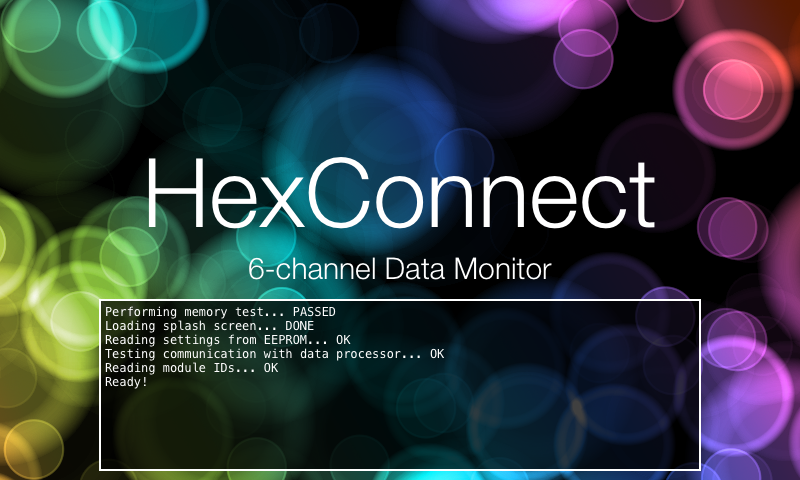 HexConnect
6-channel Data Monitor
Performing memory test... PASSED
Loading splash screen... DONE
Reading settings from EEPROM... OK
Testing communication with data processor... OK
Reading module IDs... OK
Ready!